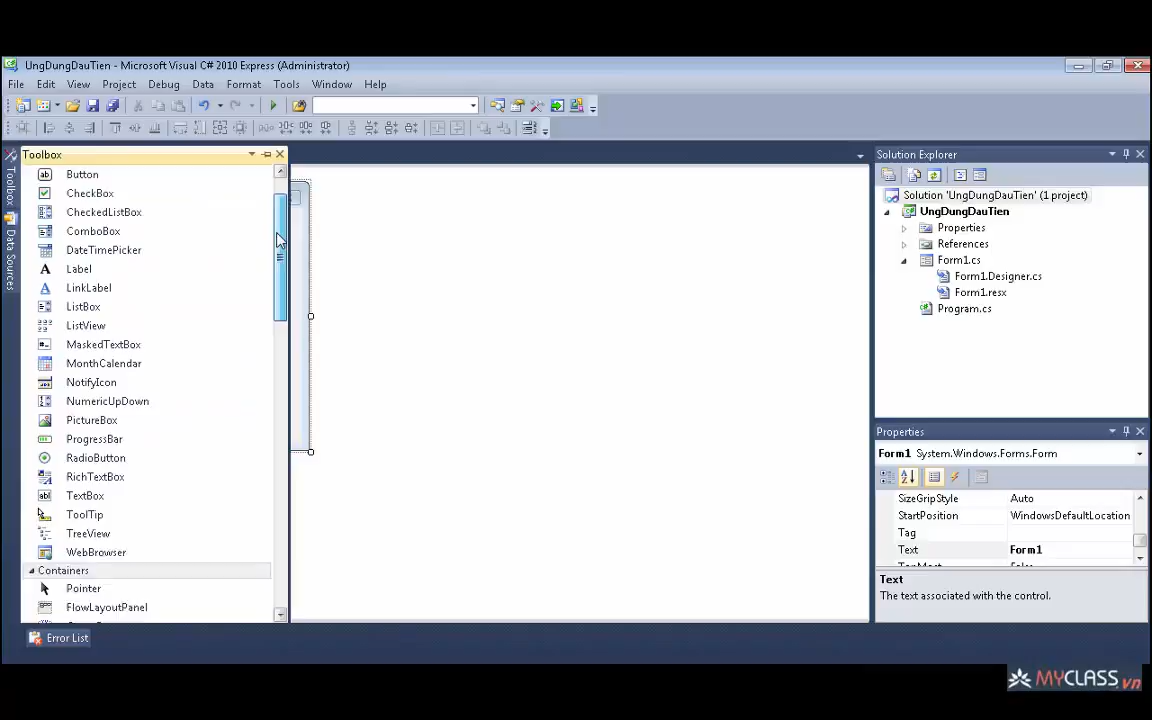 UngDungDauTien - Microsoft Visual C# 2010 Express (Administrator)
File Edit View Project Debug Data Format Tools Window Help
Toolbox
Data Sources
Toolbox
Button
CheckBox
CheckedListBox
ComboBox
DateTimePicker
Label
LinkLabel
ListBox
ListView
MaskedTextBox
MonthCalendar
NotifyIcon
NumericUpDown
PictureBox
ProgressBar
RadioButton
RichTextBox
TextBox
ToolTip
TreeView
WebBrowser
Containers
Pointer
FlowLayoutPanel
Error List
Solution Explorer
Solution 'UngDungDauTien' (1 project)
UngDungDauTien
Properties
References
Form1.cs
Form1.Designer.cs
Form1.resx
Program.cs
Properties
Form1 System.Windows.Forms.Form
SizeGripStyle Auto
StartPosition WindowsDefaultLocation
Tag
Text Form1
Text
The text associated with the control.
MYCLASS.vn